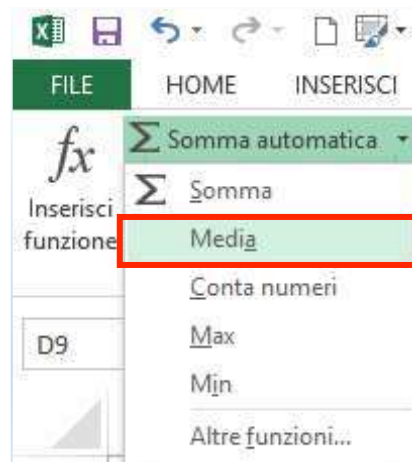 FILE HOME INSERISCI
fx Inserisci funzione
Σ Somma automatica
Σ Somma
Media
Conta numeri
Max
Min
Altre funzioni...
D9